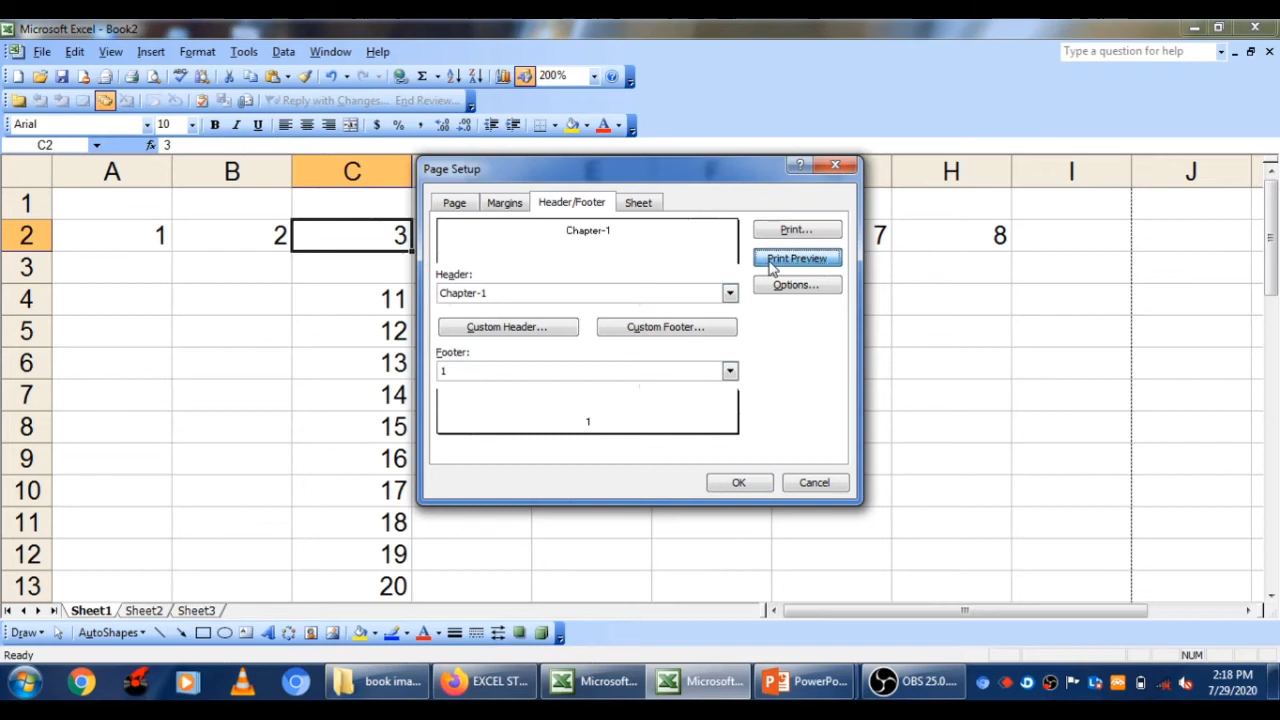 Microsoft Excel - Book2
File Edit View Insert Format Tools Data Window Help
Type a question for help
200%
Reply with Changes... End Review...
Arial 10 B I U $ % ,
C2 fx 3
A B C E F H I J
1
2 1 2 3 7 8
3
4 11
5 12
6 13
7 14
8 15
9 16
10 17
11 18
12 19
13 20
Page Setup
Page Margins Header/Footer Sheet
Chapter-1
Print...
Print Preview
Options...
Header:
Chapter-1
Custom Header... Custom Footer...
Footer:
1
1
OK Cancel
Sheet1 Sheet2 Sheet3
Draw AutoShapes
Ready NUM
book ima... EXCEL ST... Microsoft... Microsoft... PowerPo... OBS 25.0....
2:18 PM
7/29/2020